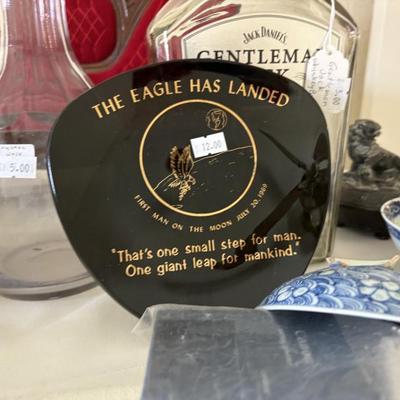 JACK DANIEL'S
GENTLEMAN
THE EAGLE HAS LANDED
$12.00
5.00
$5.00
FIRST MAN ON THE MOON JULY 20, 1969
"That's one small step for man.
One giant leap for mankind."